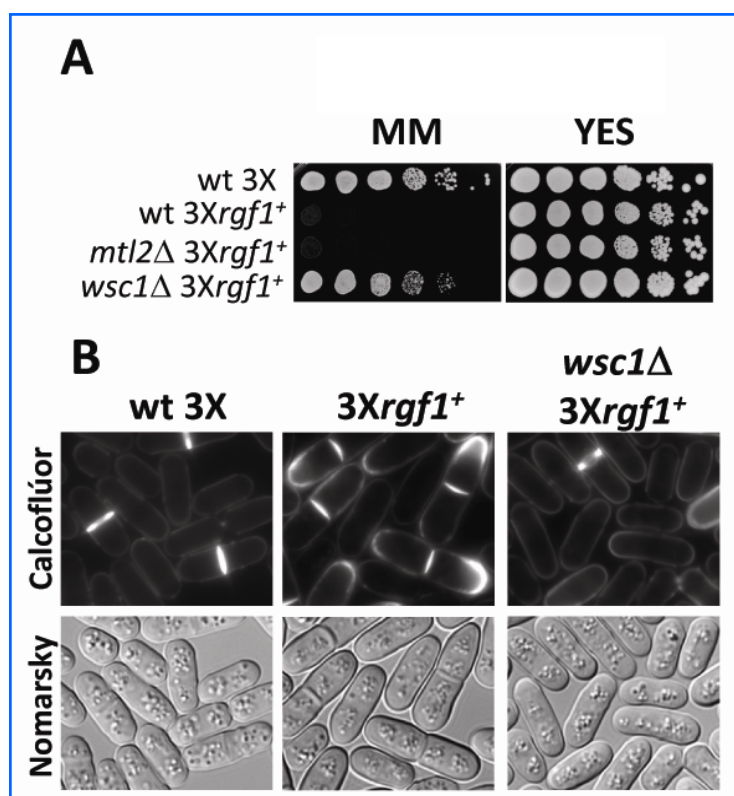 A
MM YES
wt 3X
wt 3Xrgf1⁺
mtl2Δ 3Xrgf1⁺
wsc1Δ 3Xrgf1⁺
B
wsc1Δ
wt 3X 3Xrgf1⁺ 3Xrgf1⁺
Calcoflúor
Nomarsky